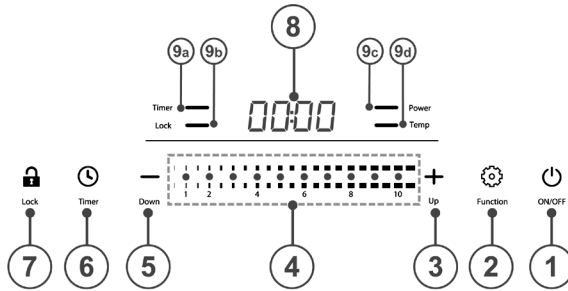 8
9a 9b 9c 9d
Timer 00:00 Power
Lock Temp
1 2 4 6 8 10
Lock Timer Down Up Function ON/OFF
7 6 5 4 3 2 1